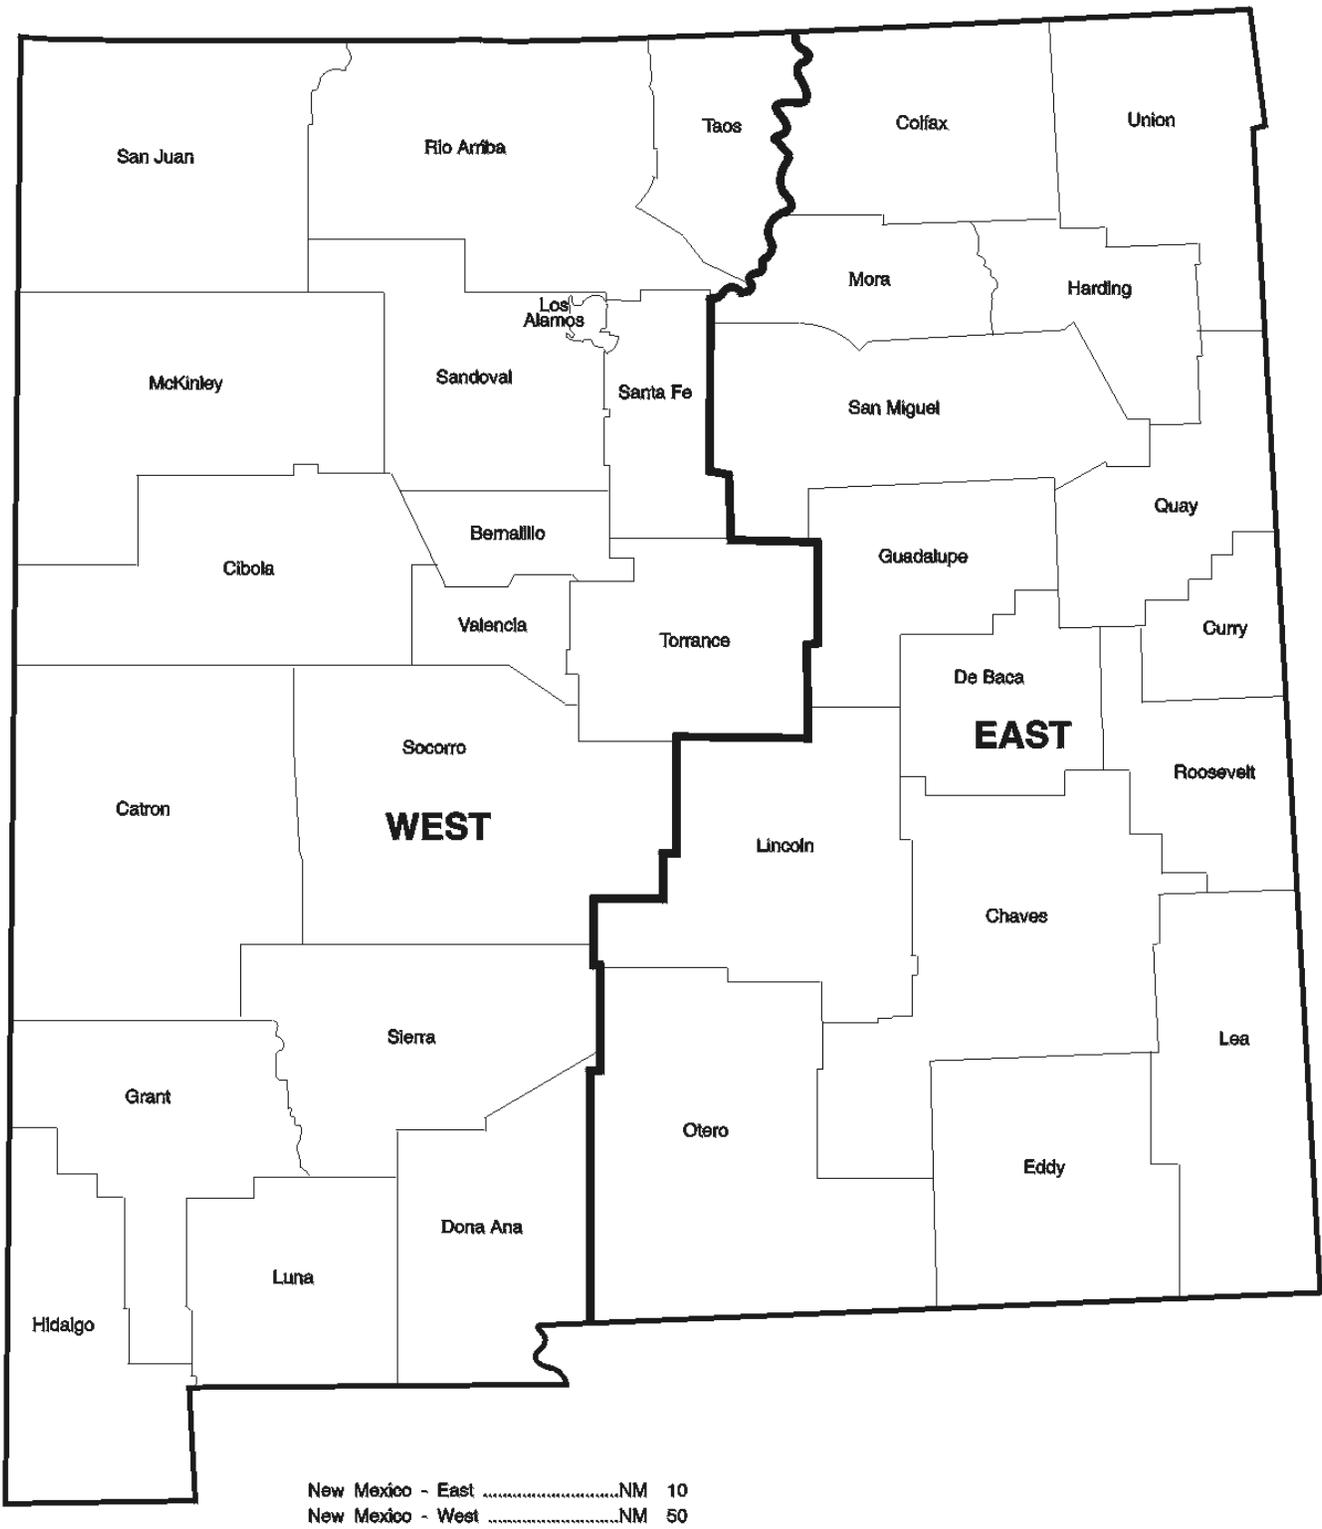 San Juan
Rio Arriba
Taos
Colfax
Union
Mora
Harding
Los
Alamos
McKinley
Sandoval
Santa Fe
San Miguel
Quay
Bernalillo
Cibola
Guadalupe
Valencia
Torrance
Curry
De Baca
EAST
Socorro
Roosevelt
Catron
WEST
Lincoln
Chaves
Sierra
Lea
Grant
Otero
Eddy
Dona Ana
Luna
Hidalgo
New Mexico - East ............................NM 10
New Mexico - West ...........................NM 50